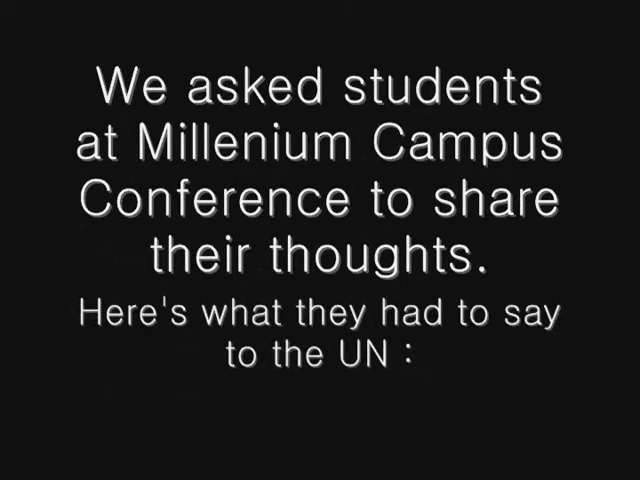 We asked students
at Millenium Campus
Conference to share
their thoughts.
Here's what they had to say
to the UN :